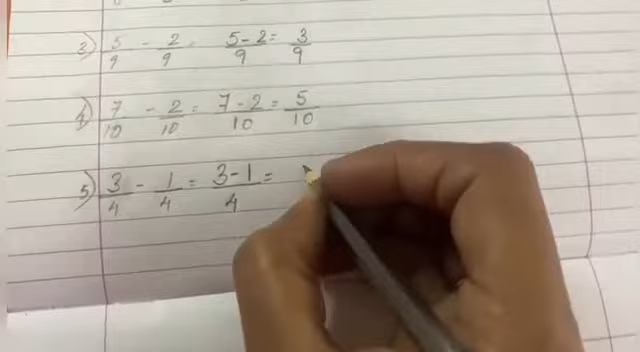 3) 5/9 - 2/9 = 5-2/9 = 3/9
4) 7/10 - 2/10 = 7-2/10 = 5/10
5) 3/4 - 1/4 = 3-1/4 =